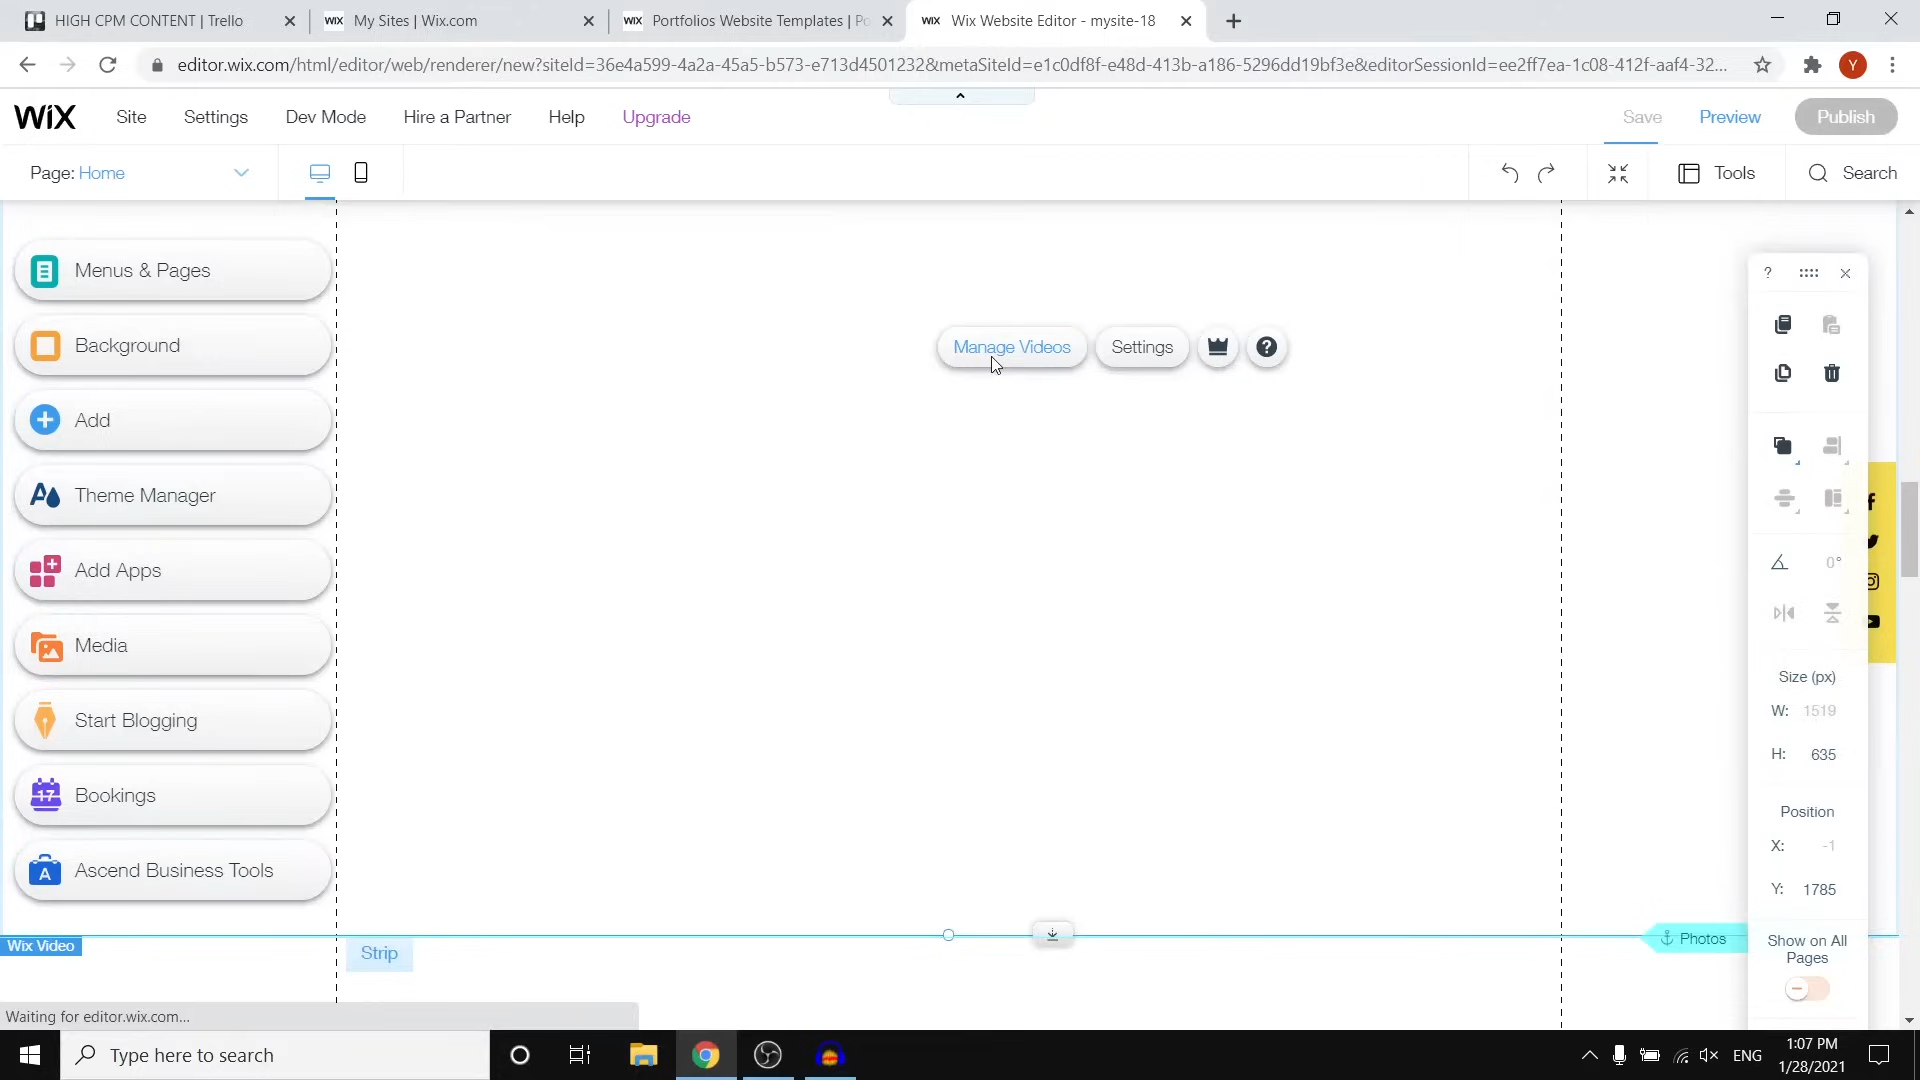 HIGH CPM CONTENT | Trello
WIX My Sites | Wix.com
WIX Portfolios Website Templates | Po
WIX Wix Website Editor - mysite-18
editor.wix.com/html/editor/web/renderer/new?siteId=36e4a599-4a2a-45a5-b573-e713d4501232&metaSiteId=e1c0df8f-e48d-413b-a186-5296dd19bf3e&editorSessionId=ee2ff7ea-1c08-412f-aaf4-32...
Y
WiX
Site
Settings
Dev Mode
Hire a Partner
Help
Upgrade
Save
Preview
Publish
Page: Home
Tools
Search
Menus & Pages
Background
Add
Theme Manager
Add Apps
Media
Start Blogging
17
Bookings
A
Ascend Business Tools
Manage Videos
Settings
?
?
0°
Size (px)
W: 1519
H: 635
Position
X: -1
Y: 1785
Show on All
Pages
Photos
Wix Video
Strip
Waiting for editor.wix.com...
Type here to search
ENG
1:07 PM
1/28/2021